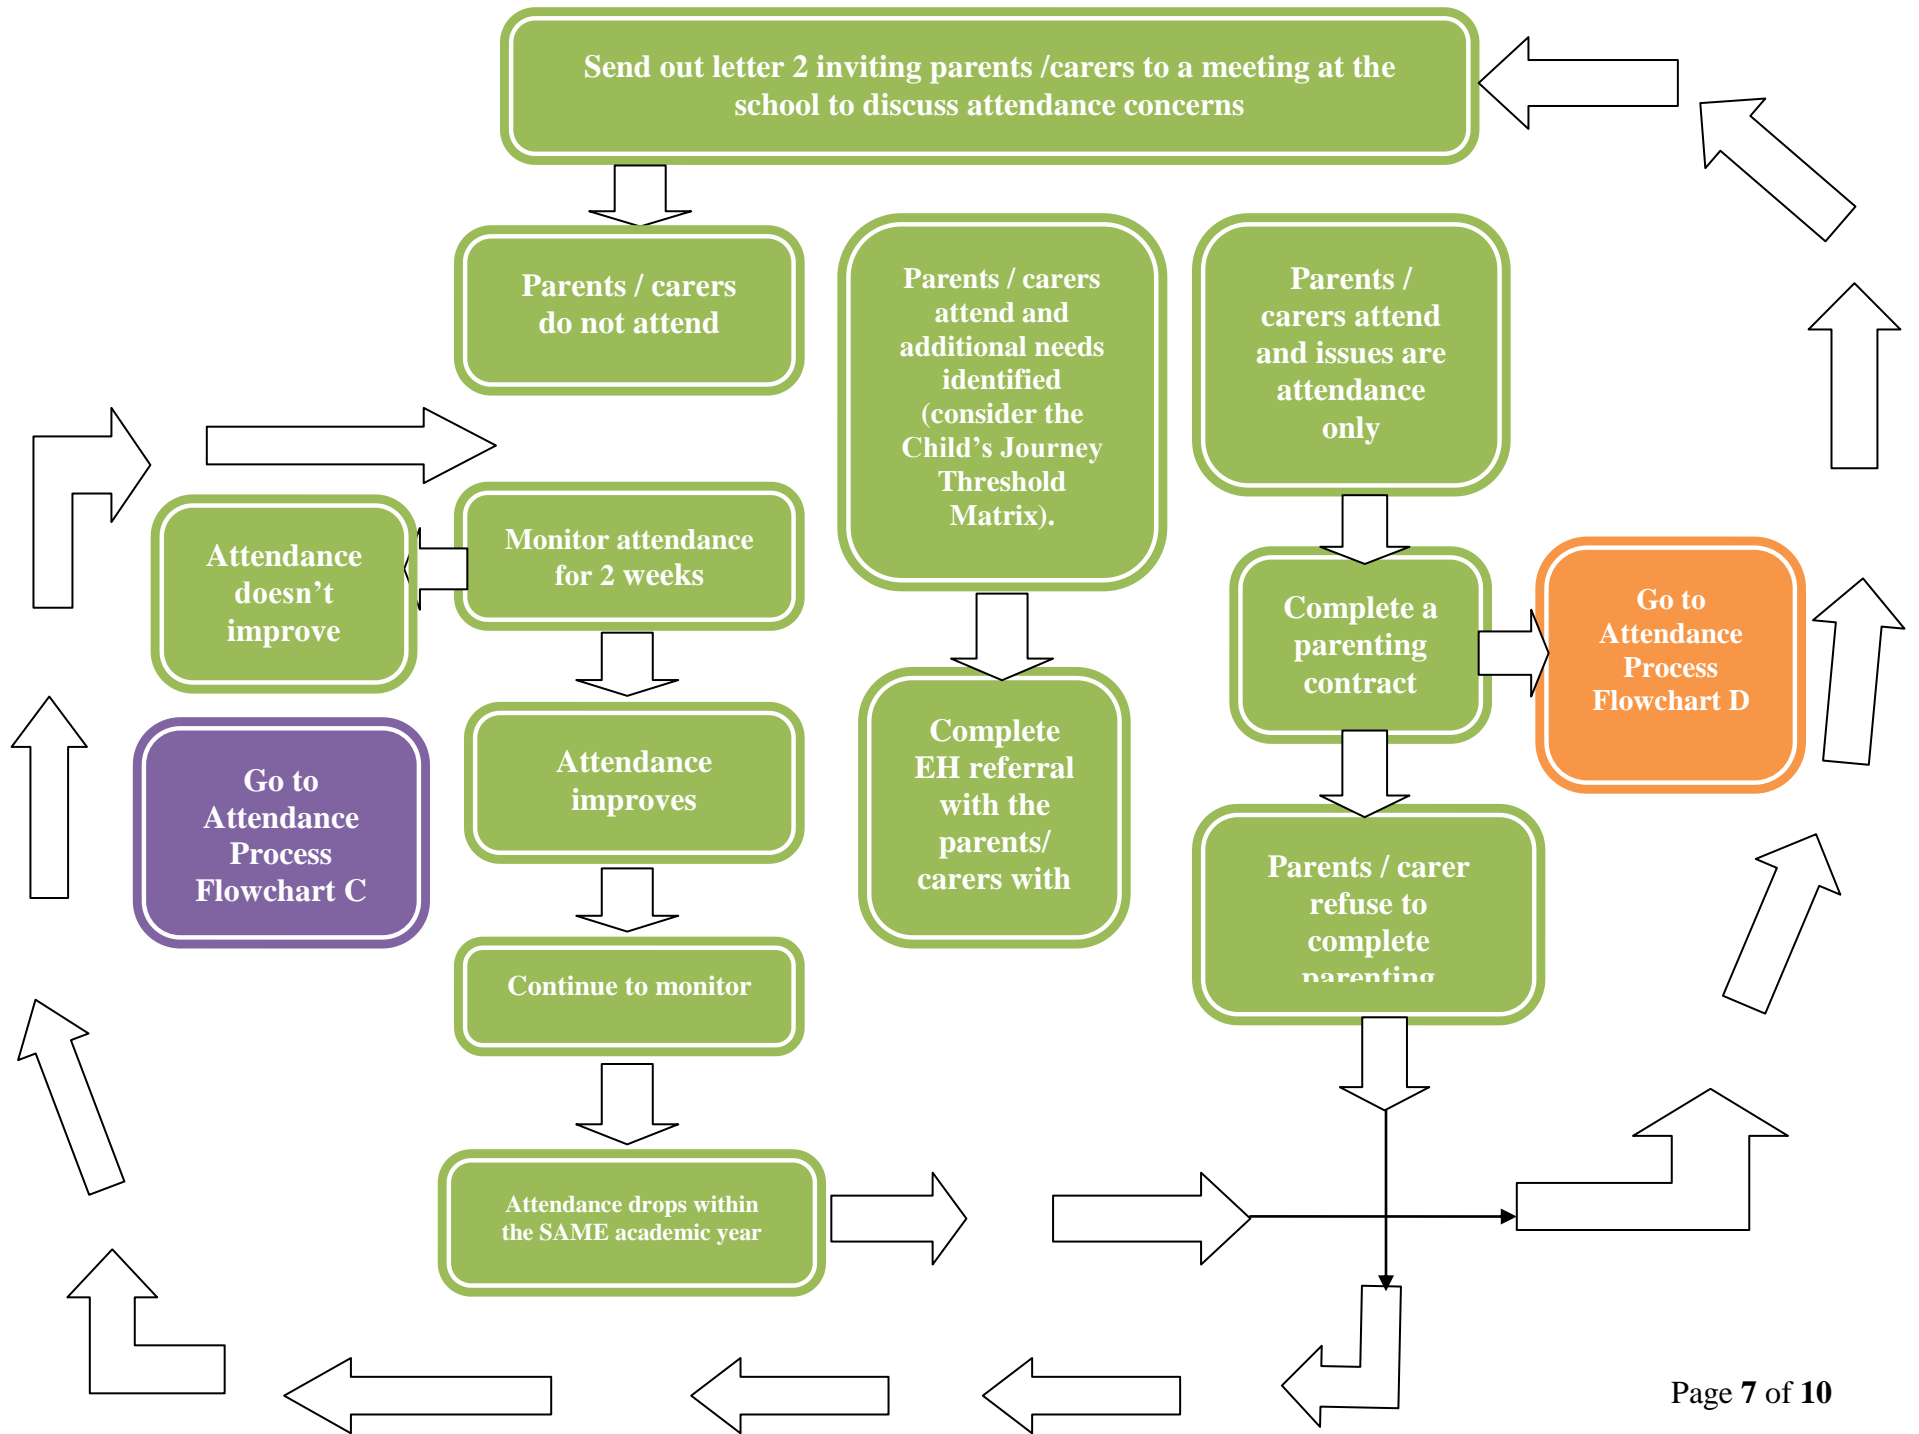 Send out letter 2 inviting parents /carers to a meeting at the
school to discuss attendance concerns
Parents / carers
do not attend
Parents / carers
attend and
additional needs
identified
(consider the
Child’s Journey
Threshold
Matrix).
Parents /
carers attend
and issues are
attendance
only
Attendance
doesn’t
improve
Monitor attendance
for 2 weeks
Complete a
parenting
contract
Go to
Attendance
Process
Flowchart D
Go to
Attendance
Process
Flowchart C
Attendance
improves
Complete
EH referral
with the
parents/
carers with
Parents / carer
refuse to
complete
parenting
Continue to monitor
Attendance drops within
the SAME academic year
Page 7 of 10